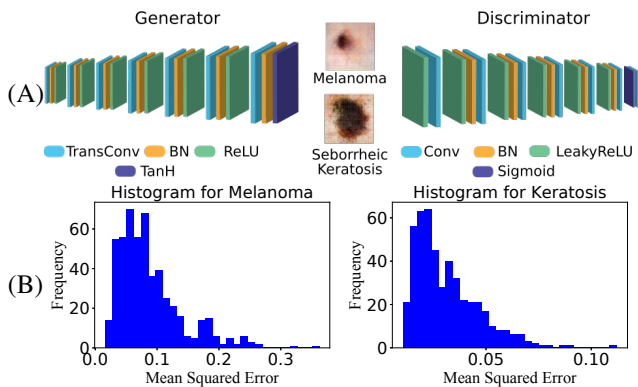 Generator
Discriminator
(A)
Melanoma
Seborrheic
Keratosis
TransConv BN ReLU
TanH
Conv BN LeakyReLU
Sigmoid
(B)
Histogram for Melanoma
Frequency
60
40
20
0
0.0 0.1 0.2 0.3
Mean Squared Error
Histogram for Keratosis
Frequency
60
40
20
0
0.05 0.10
Mean Squared Error